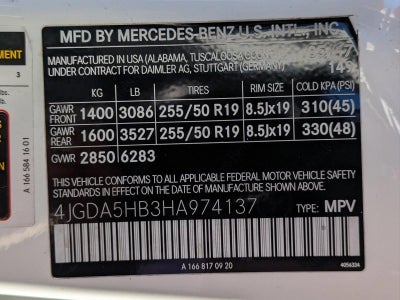 MFD BY MERCEDES-BENZ U.S. INT'L, INC.
MANUFACTURED IN USA (ALABAMA, TUSCALOOSA
UNDER CONTRACT FOR DAIMLER AG, STUTTGART (GERMANY)
KG LB TIRES RIM SIZE COLD KPA (PSI)
GAWR FRONT 1400 3086 255/50 R19 8.5Jx19 310(45)
GAWR REAR 1600 3527 255/50 R19 8.5Jx19 330(48)
GVWR 2850 6283
THIS VEHICLE CONFORMS TO ALL APPLICABLE FEDERAL MOTOR VEHICLE SAFETY
STANDARDS IN EFFECT ON THE DATE OF MANUFACTURE SHOWN ABOVE.
4JGDA5HB3HA974137 TYPE: MPV
A 166 817 09 20
4056334
3
lbs.
A 166 584 16 01